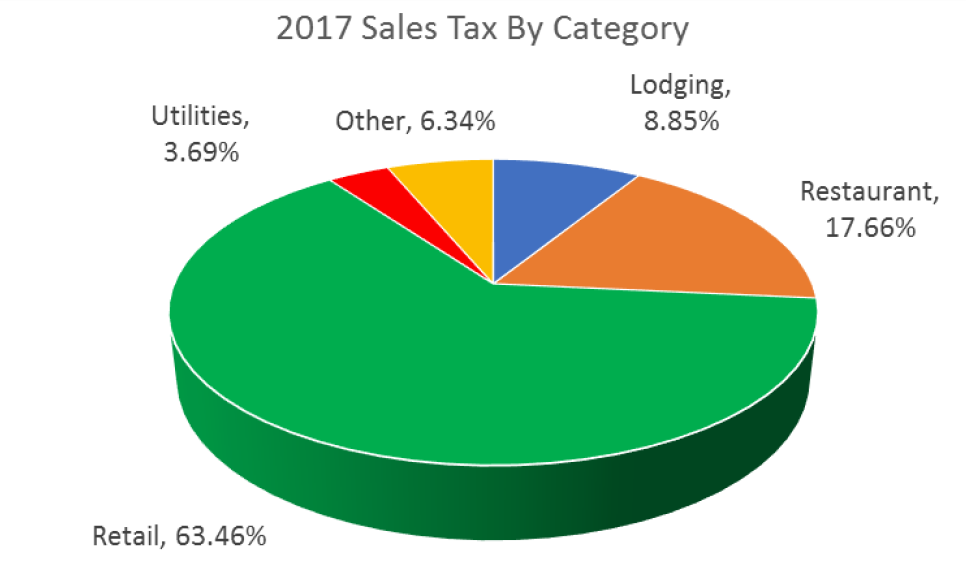 2017 Sales Tax By Category
Lodging,
8.85%
Utilities,
3.69%
Other, 6.34%
Restaurant,
17.66%
Retail, 63.46%